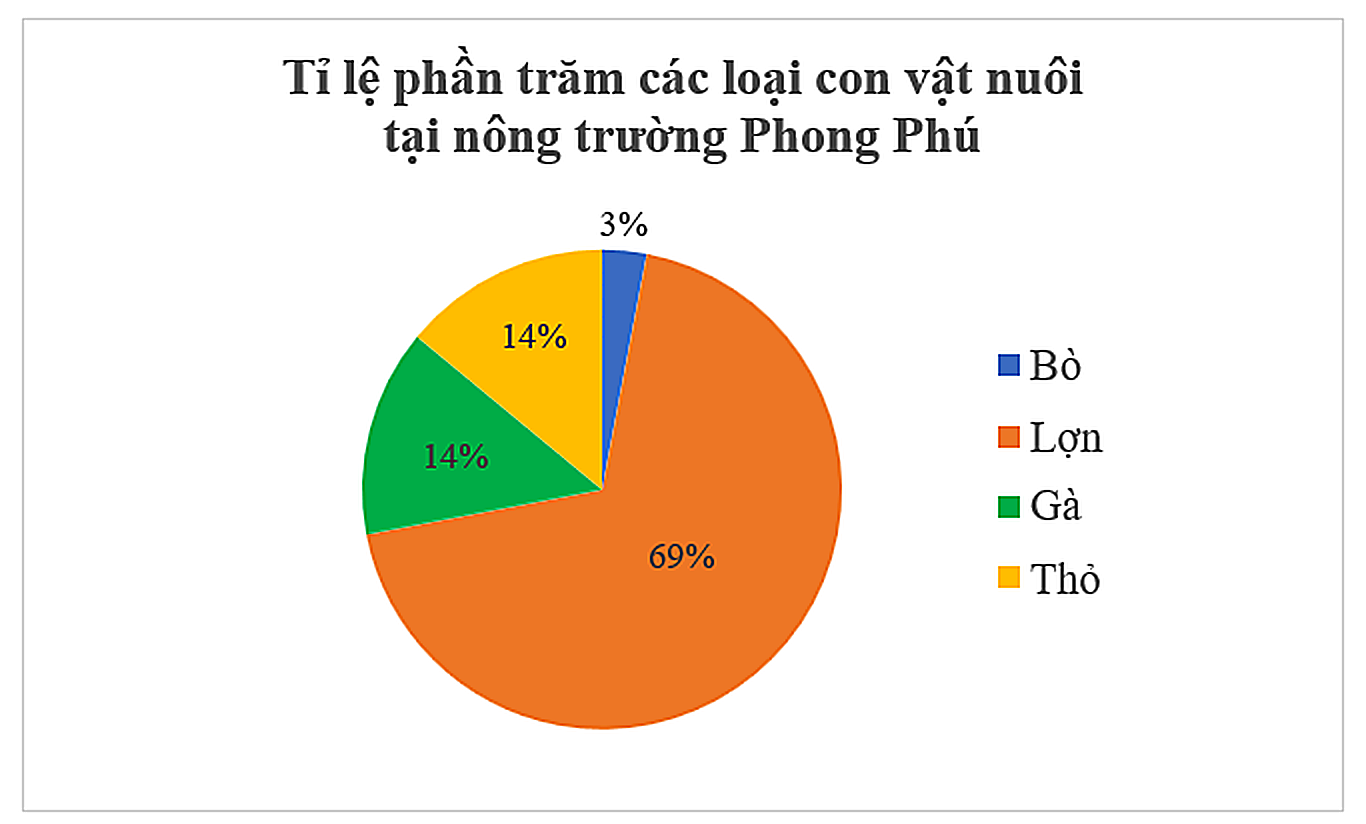 Tỉ lệ phần trăm các loại con vật nuôi
tại nông trường Phong Phú
3%
14%
14%
69%
Bò
Lợn
Gà
Thỏ